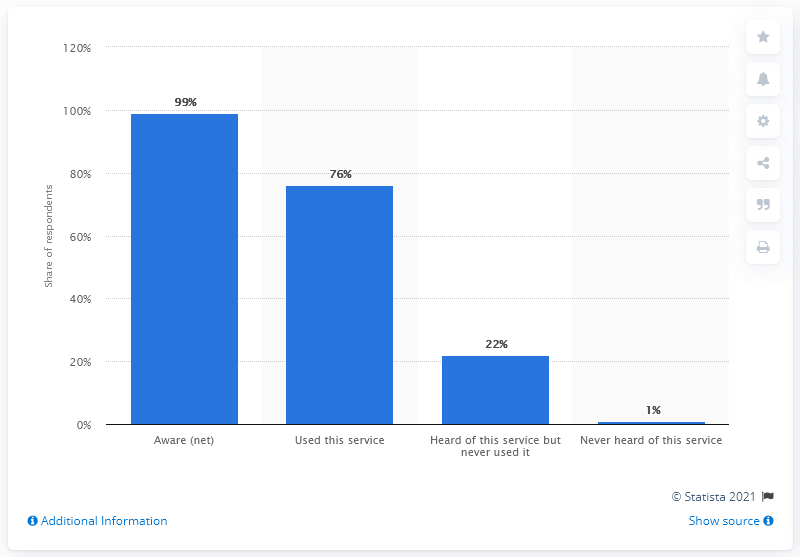 120%
100%
80%
60%
40%
20%
0%
Share of respondents
99%
76%
22%
1%
Aware (net)
Used this service
Heard of this service but
never used it
Never heard of this service
© Statista 2021
Additional Information
Show source